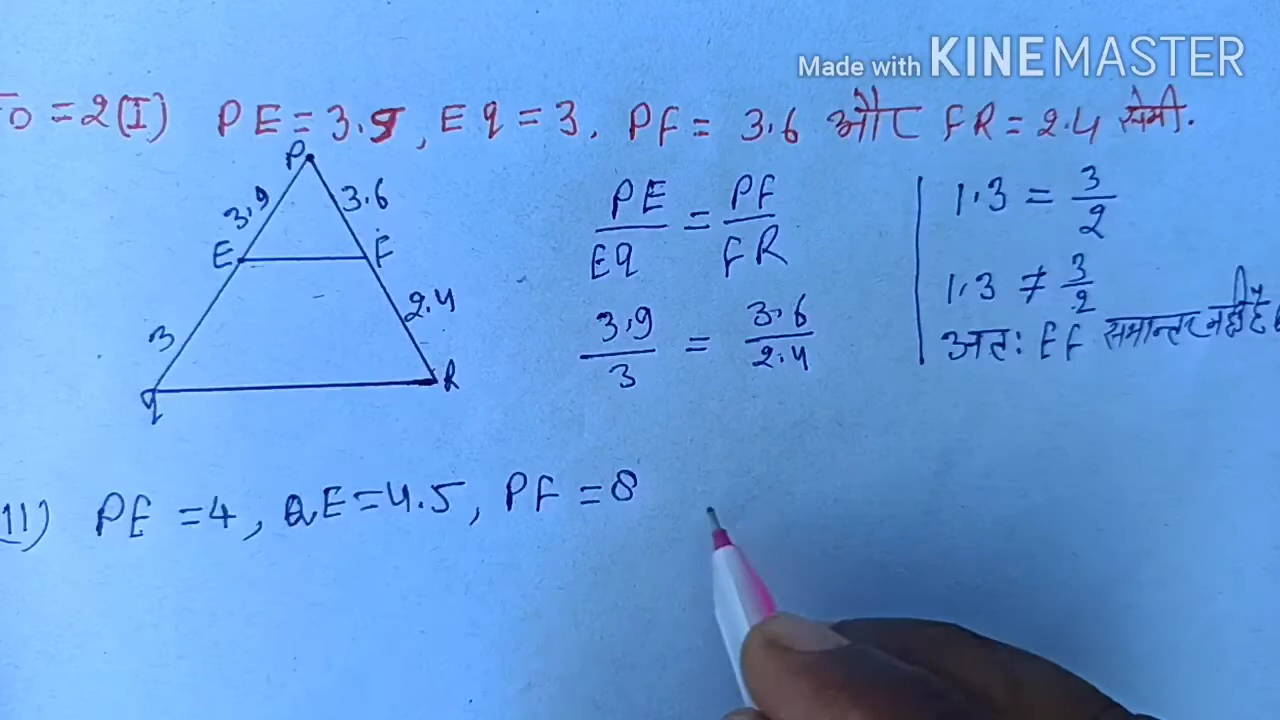 Made with KINEMASTER
= 2(I) PE = 3.9, Eq = 3, PF = 3.6 और FR = 2.4 सेमी.
P
3.9
3.6
E
F
3
2.4
q
R
PE/Eq = PF/FR
3.9/3 = 3.6/2.4
1.3 = 3/2
1.3 ≠ 3/2
अतः EF समान्तर नही है
II) PE = 4, QE = 4.5, PF = 8